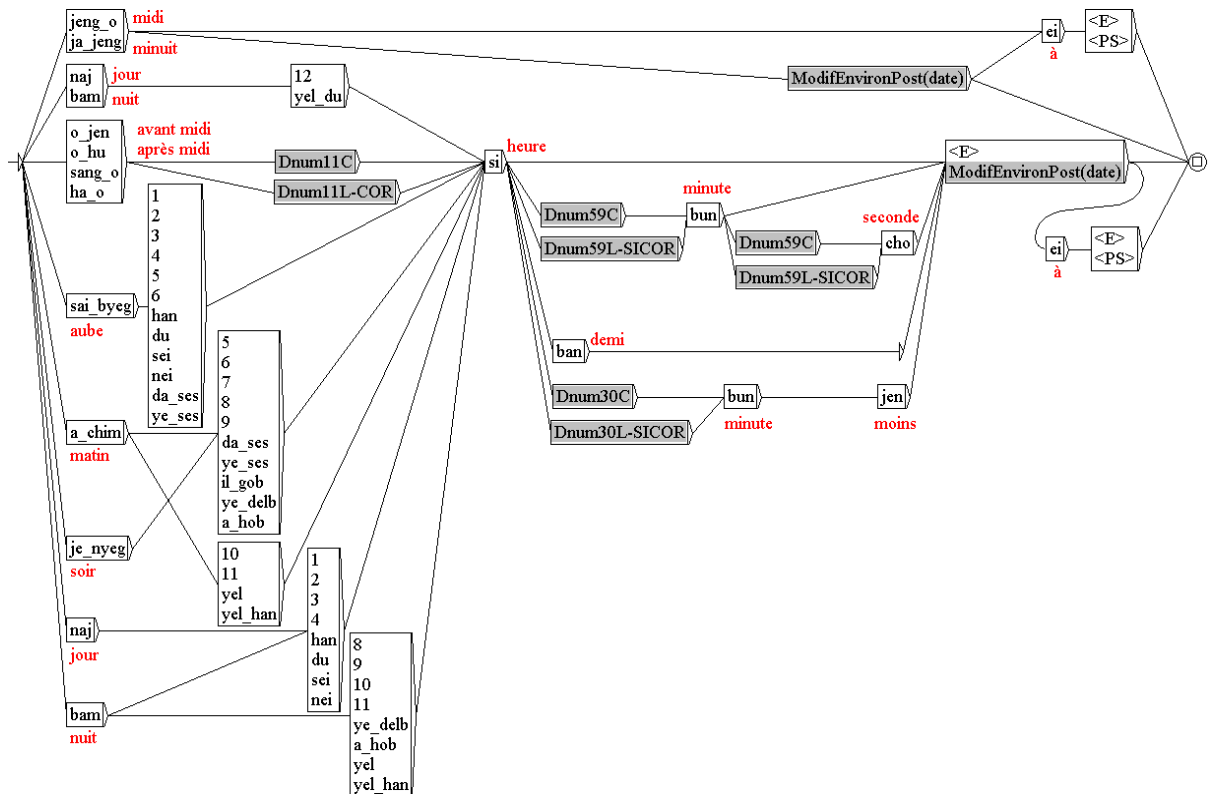 jeng_o
ja_jeng
midi
minuit
ei
à
<E>
<PS>
naj
bam
jour
nuit
12
yel_du
ModifEnvironPost(date)
o_jen
o_hu
sang_o
ha_o
avant midi
après midi
Dnum11C
Dnum11L-COR
si
heure
<E>
ModifEnvironPost(date)
Dnum59C
Dnum59L-SICOR
bun
minute
Dnum59C
Dnum59L-SICOR
cho
seconde
ei
à
<E>
<PS>
sai_byeg
aube
1
2
3
4
5
6
han
du
sei
nei
da_ses
ye_ses
ban
demi
Dnum30C
Dnum30L-SICOR
bun
minute
jen
moins
a_chim
matin
5
6
7
8
9
da_ses
ye_ses
il_gob
ye_delb
a_hob
je_nyeg
soir
10
11
yel
yel_han
naj
jour
1
2
3
4
han
du
sei
nei
bam
nuit
8
9
10
11
ye_delb
a_hob
yel
yel_han